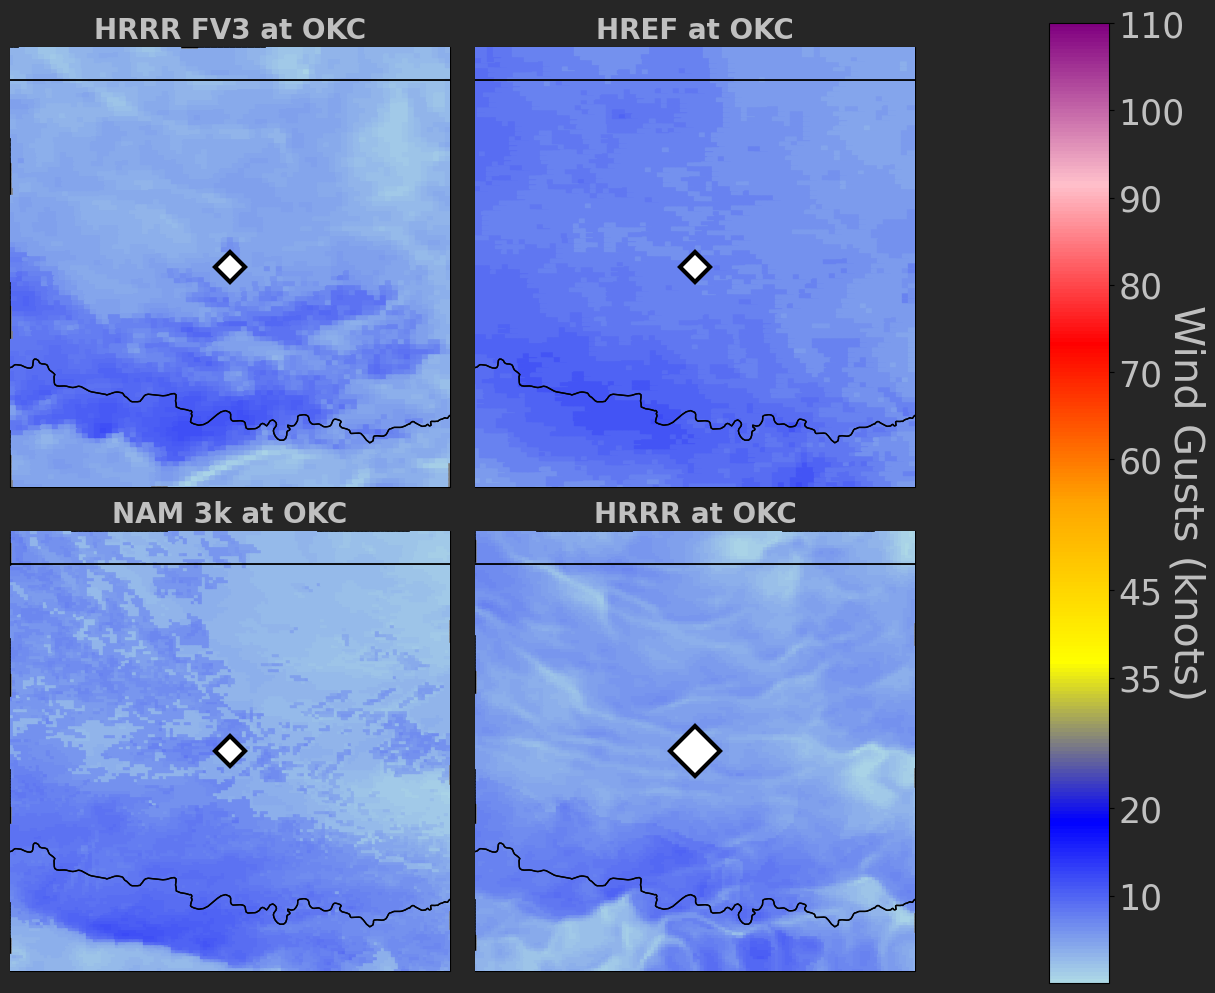 HRRR FV3 at OKC
HREF at OKC
NAM 3k at OKC
HRRR at OKC
110
100
90
80
70
60
45
35
20
10
Wind Gusts (knots)